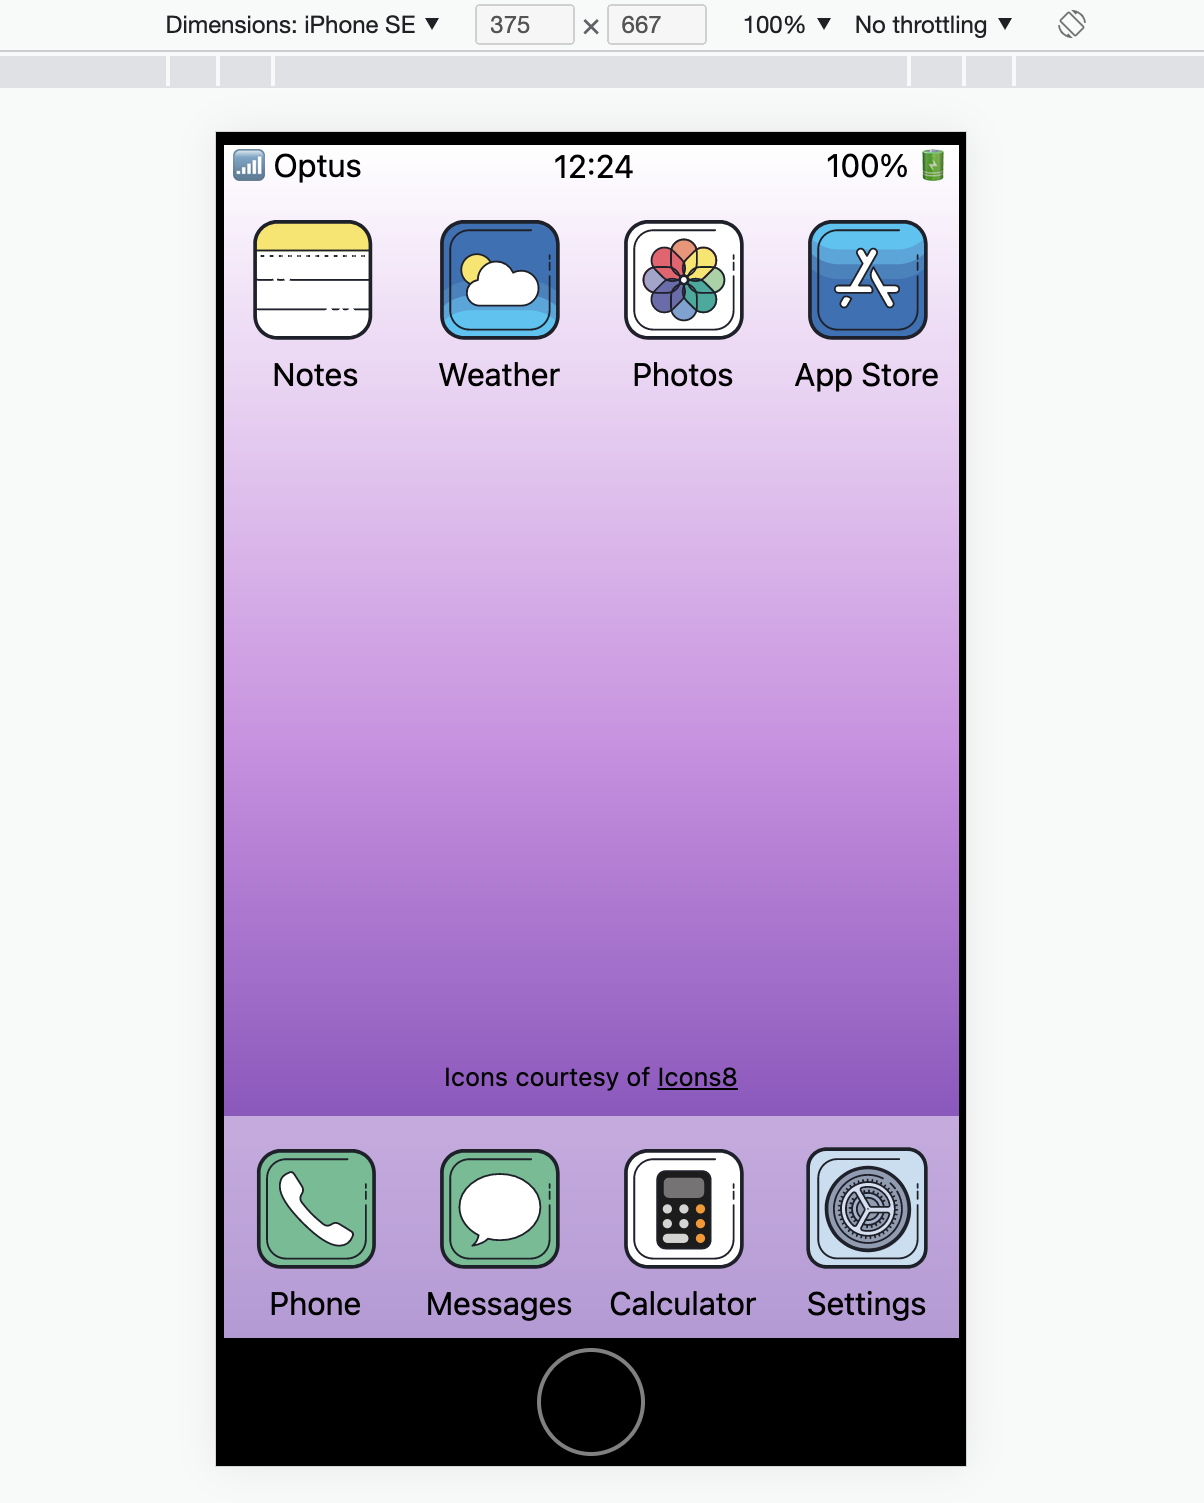 Dimensions: iPhone SE ▼ 375 × 667 100% ▼ No throttling ▼
Optus 12:24 100%
Notes Weather Photos App Store
Icons courtesy of Icons8
Phone Messages Calculator Settings